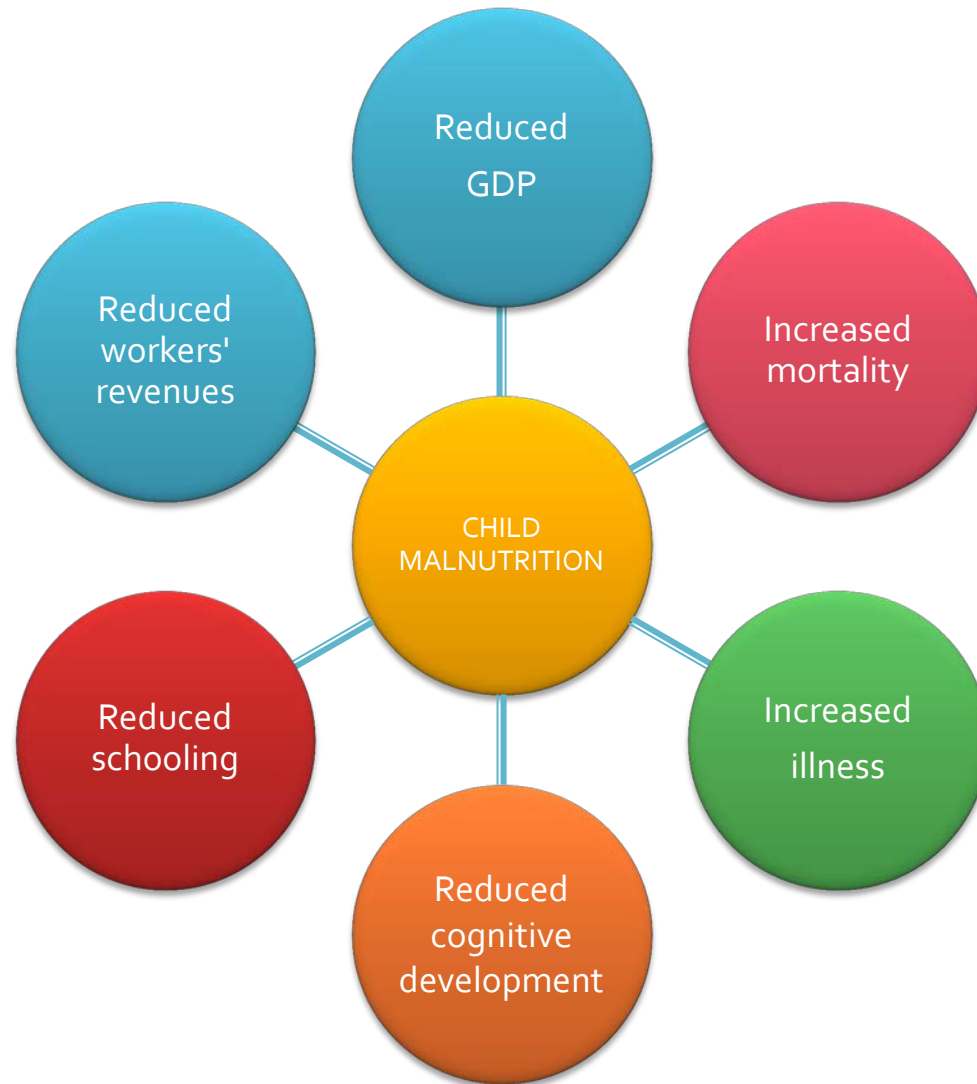 Reduced
GDP
Increased
mortality
Increased
illness
Reduced
cognitive
development
Reduced
schooling
Reduced
workers'
revenues
CHILD
MALNUTRITION